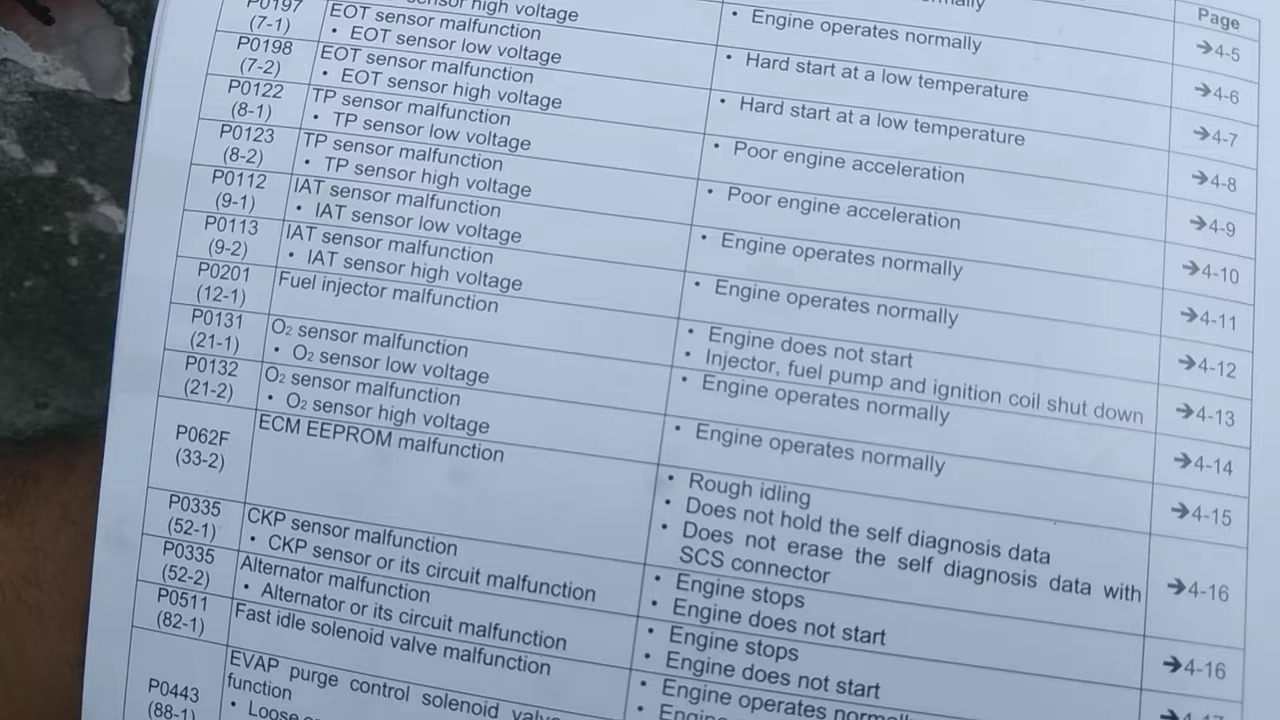 Page
high voltage
• Engine operates normally
➔4-5
P0197
(7-1)
EOT sensor malfunction
• EOT sensor low voltage
• Hard start at a low temperature
➔4-6
P0198
(7-2)
EOT sensor malfunction
• EOT sensor high voltage
• Hard start at a low temperature
➔4-7
P0122
(8-1)
TP sensor malfunction
• TP sensor low voltage
• Poor engine acceleration
➔4-8
P0123
(8-2)
TP sensor malfunction
• TP sensor high voltage
• Poor engine acceleration
➔4-9
P0112
(9-1)
IAT sensor malfunction
• IAT sensor low voltage
• Engine operates normally
➔4-10
P0113
(9-2)
IAT sensor malfunction
• IAT sensor high voltage
• Engine operates normally
➔4-11
P0201
(12-1)
Fuel injector malfunction
• Engine does not start
• Injector, fuel pump and ignition coil shut down
➔4-12
P0131
(21-1)
O2 sensor malfunction
• O2 sensor low voltage
• Engine operates normally
➔4-13
P0132
(21-2)
O2 sensor malfunction
• O2 sensor high voltage
• Engine operates normally
➔4-14
P062F
(33-2)
ECM EEPROM malfunction
• Rough idling
• Does not hold the self diagnosis data
• Does not erase the self diagnosis data with
SCS connector
➔4-15
P0335
(52-1)
CKP sensor malfunction
• CKP sensor or its circuit malfunction
• Engine stops
• Engine does not start
➔4-16
P0335
(52-2)
Alternator malfunction
• Alternator or its circuit malfunction
• Engine stops
• Engine does not start
➔4-16
P0511
(82-1)
Fast idle solenoid valve malfunction
• Engine operates normally
P0443
(88-1)
EVAP purge control solenoid valve
function
• Loose